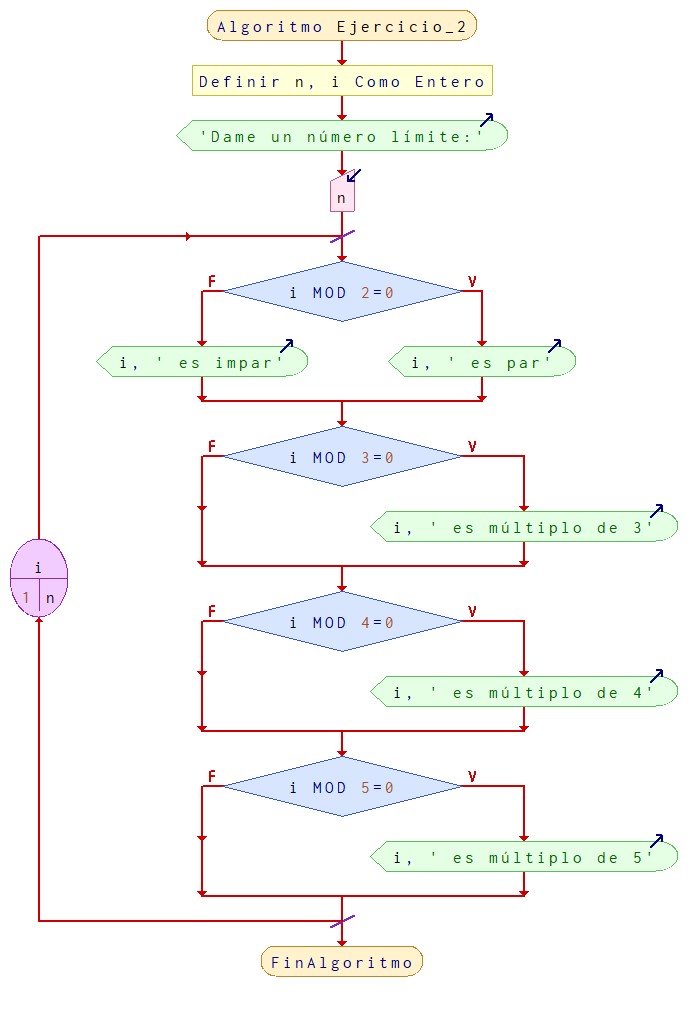 Algoritmo Ejercicio_2
Definir n, i Como Entero
'Dame un número límite:'
n
i MOD 2=0
F
V
i, ' es impar'
i, ' es par'
i MOD 3=0
F
V
i, ' es múltiplo de 3'
i
1
n
i MOD 4=0
F
V
i, ' es múltiplo de 4'
i MOD 5=0
F
V
i, ' es múltiplo de 5'
FinAlgoritmo